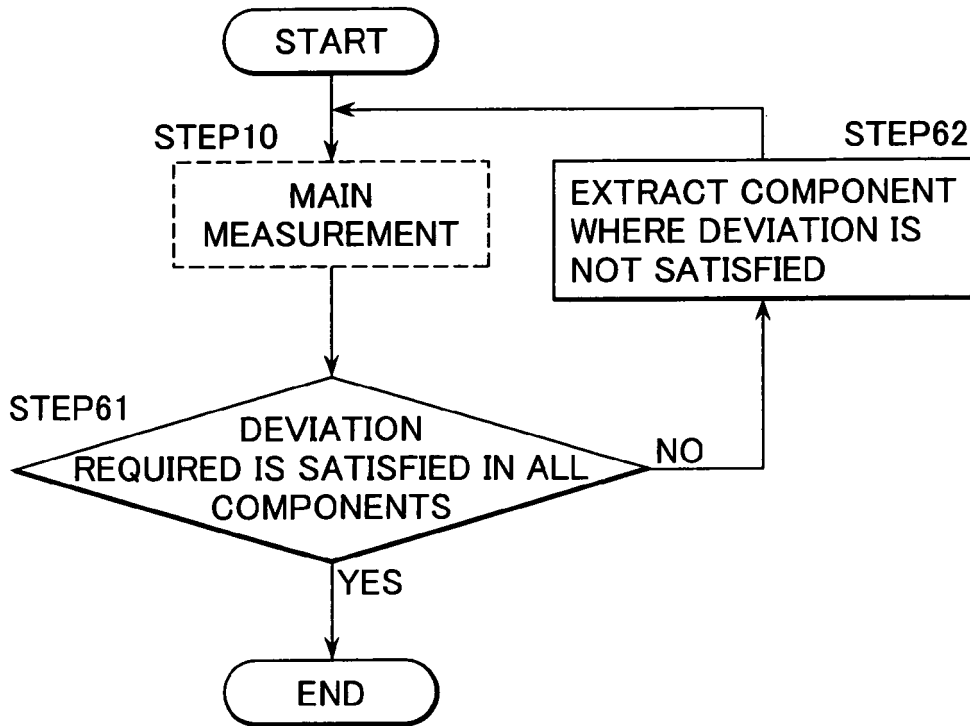 START
STEP10
MAIN
MEASUREMENT
STEP62
EXTRACT COMPONENT
WHERE DEVIATION IS
NOT SATISFIED
STEP61
DEVIATION
REQUIRED IS SATISFIED IN ALL
COMPONENTS
NO
YES
END